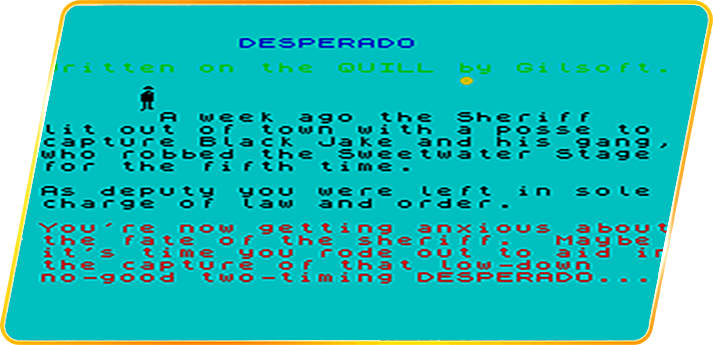 DESPERADO
written on the QUILL by Gilsoft.
A week ago the Sheriff
lit out of town with a posse to
capture Black Jake and his gang,
who robbed the Sweetwater Stage
for the fifth time.
As deputy you were left in sole
charge of law and order.
You're now getting anxious about
the fate of the sheriff. Maybe
it's time you rode out to aid in
the capture of that low-down
no-good two-timing DESPERADO...